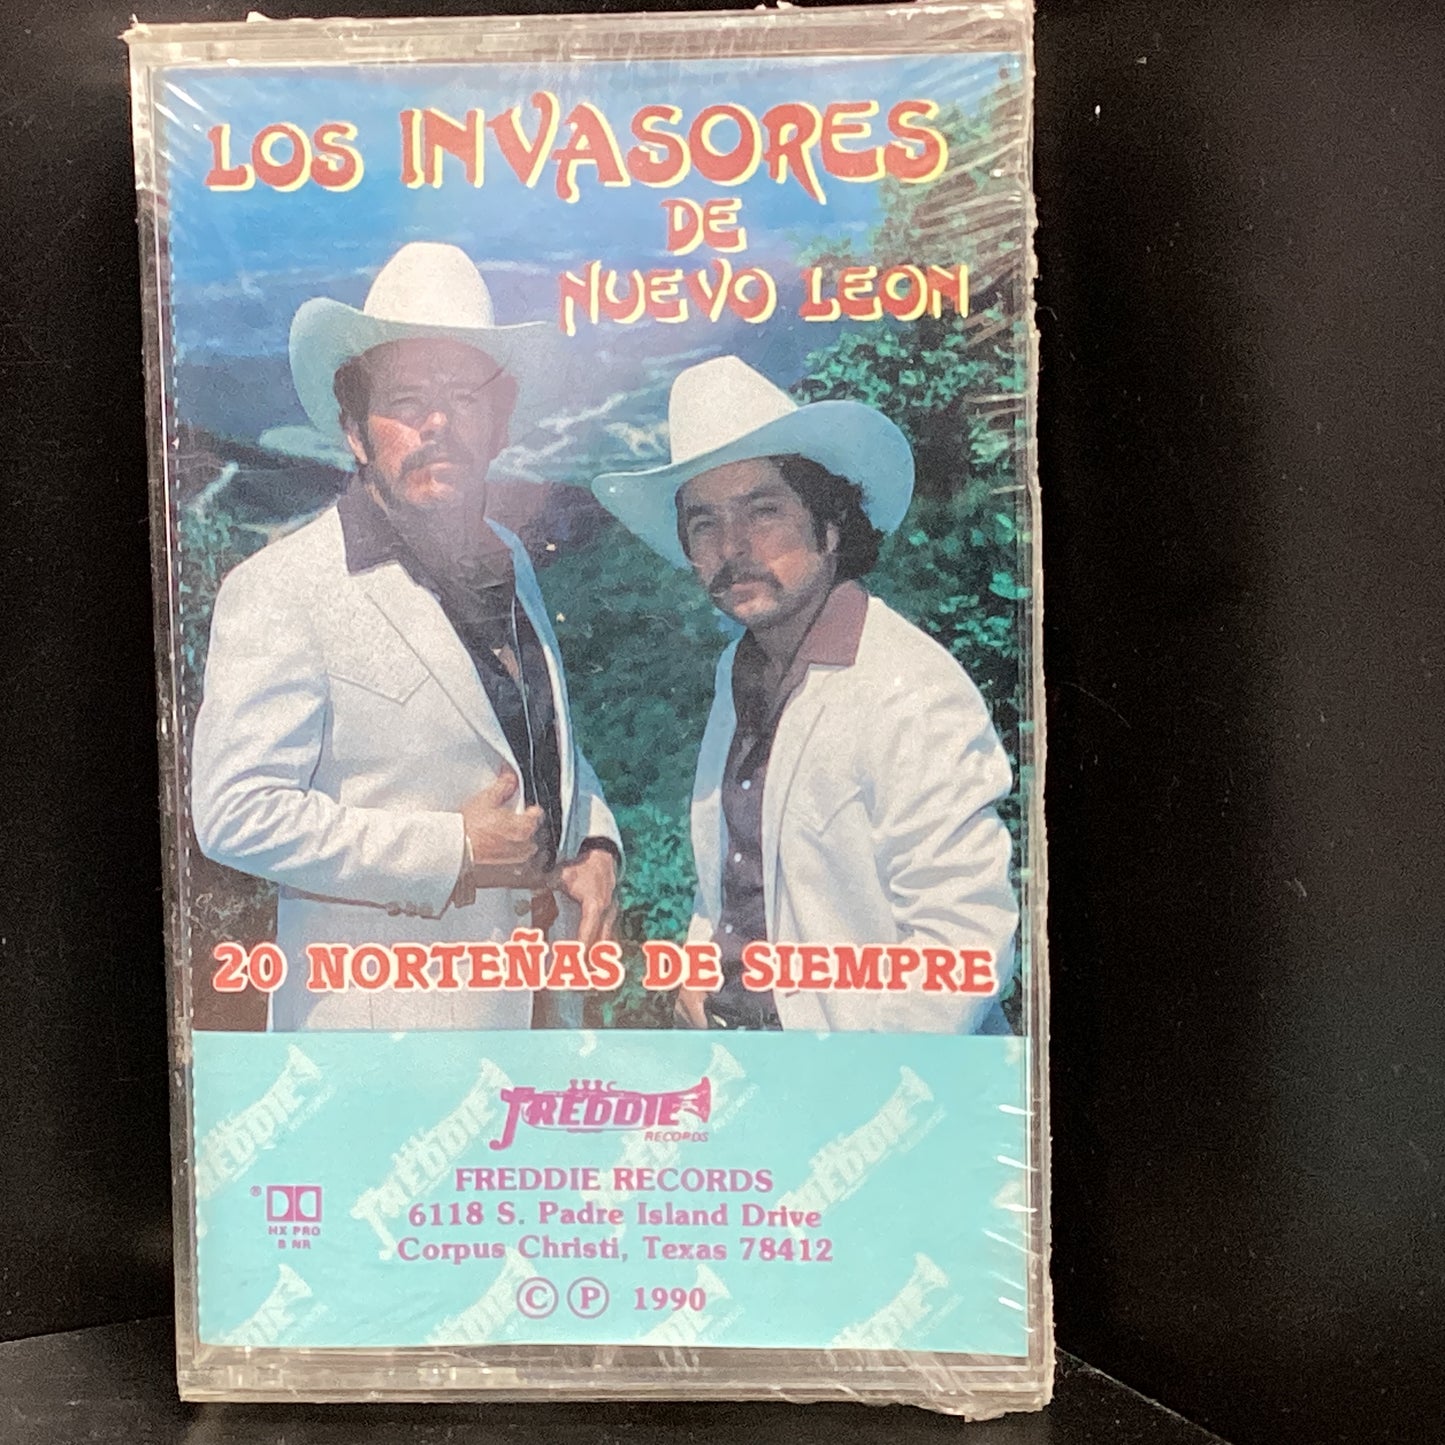 LOS INVASORES
DE
NUEVO LEON
20 NORTEÑAS DE SIEMPRE
FREDDIE
RECORDS
FREDDIE RECORDS
6118 S. Padre Island Drive
Corpus Christi, Texas 78412
© ℗ 1990
®
HX PRO
B NR